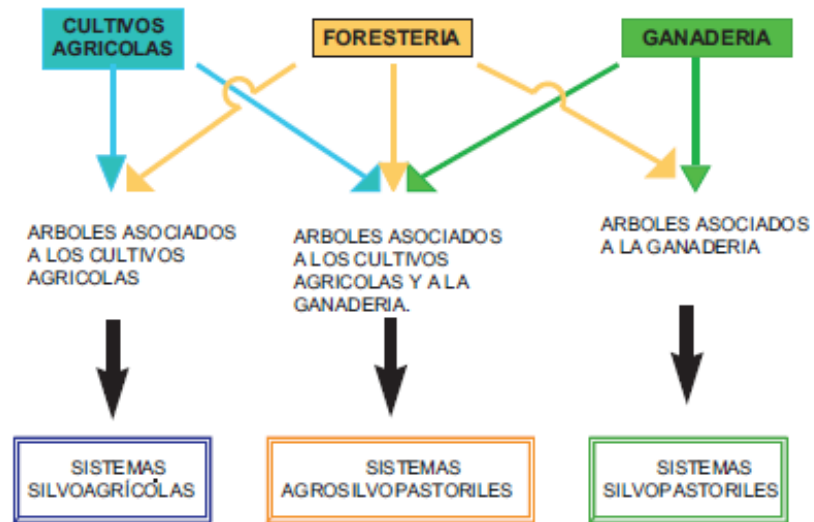 CULTIVOS
AGRICOLAS
FORESTERIA
GANADERIA
ARBOLES ASOCIADOS
A LOS CULTIVOS
AGRICOLAS
ARBOLES ASOCIADOS
A LOS CULTIVOS
AGRICOLAS Y A LA
GANADERIA.
ARBOLES ASOCIADOS
A LA GANADERIA
SISTEMAS
SILVOAGRÍCOLAS
SISTEMAS
AGROSILVOPASTORILES
SISTEMAS
SILVOPASTORILES